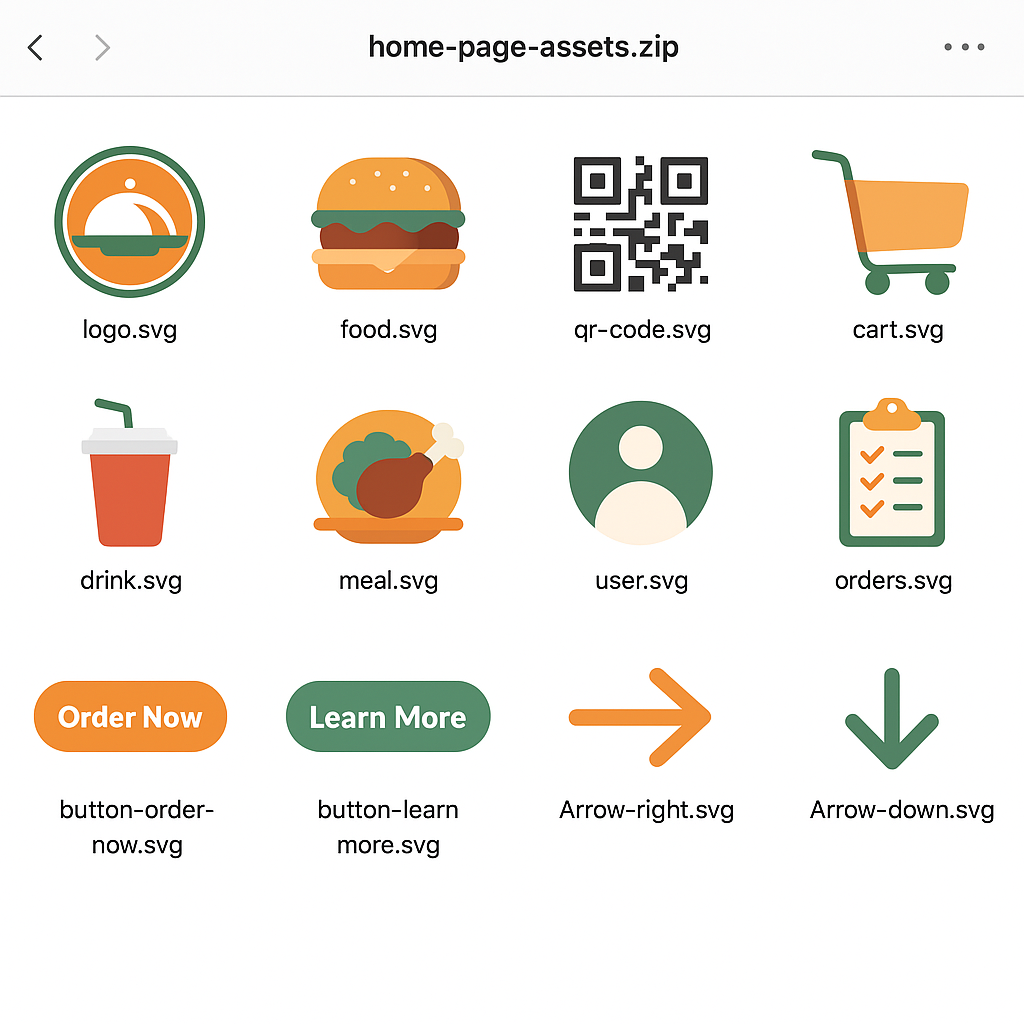 home-page-assets.zip
logo.svg
food.svg
qr-code.svg
cart.svg
drink.svg
meal.svg
user.svg
orders.svg
Order Now
Learn More
button-order-
now.svg
button-learn
more.svg
Arrow-right.svg
Arrow-down.svg